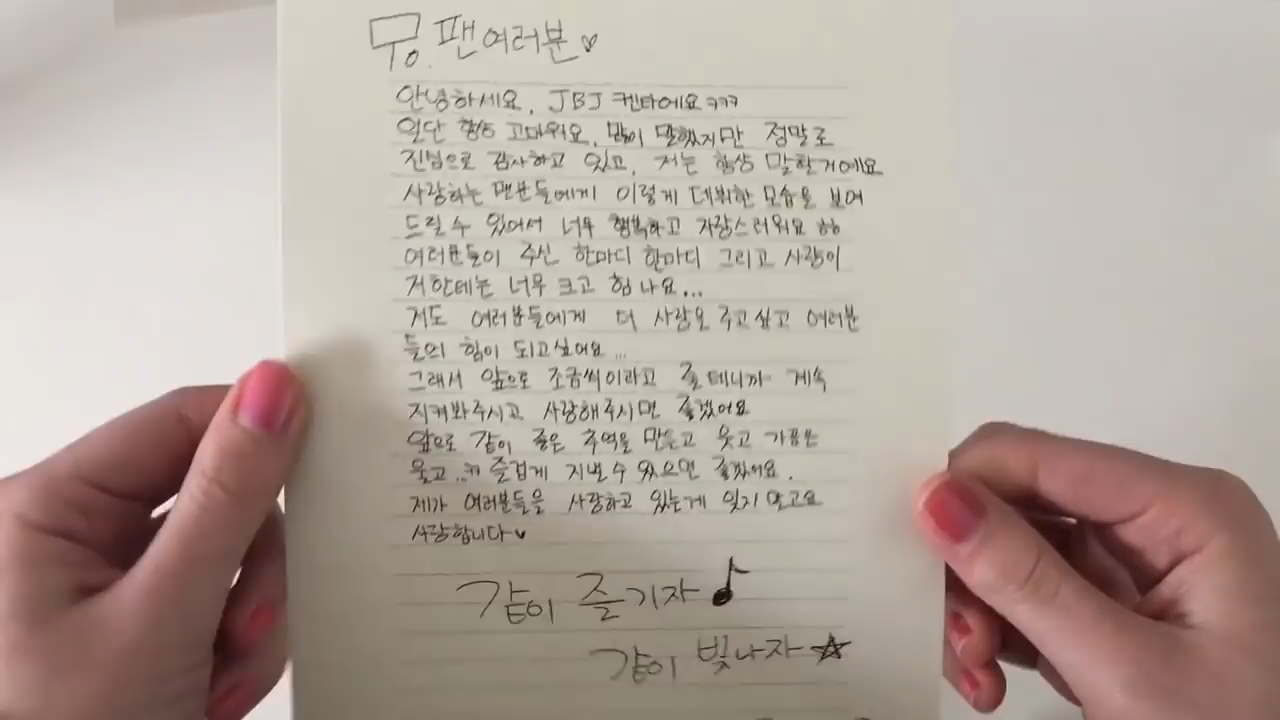 팬여러분♥
안녕하세요, JBJ 켄타에요 ㅋㅋㅋ
일단 항상 고마워요, 많이 말했지만 정말로
진심으로 감사하고 있고, 저는 항상 말할거에요
사랑하는 팬분들에게 이렇게 데뷔한 모습을 보여
드릴 수 있어서 너무 행복하고 자랑스러워요 ㅎㅎ
여러분들이 주신 한마디 한마디 그리고 사랑이
저한테는 너무 크고 힘 나요...
저도 여러분들에게 더 사랑을 주고싶고 여러분
들의 힘이 되고싶어요...
그래서 앞으로 조금씩이라고 줄테니까 계속
지켜봐주시고 사랑해주시면 좋겠어요
앞으로 같이 좋은 추억을 만들고 웃고 가끔은
울고.. 즐겁게 지낼 수 있으면 좋겠어요.
제가 여러분들을 사랑하고 있는게 잊지 말고요
사랑합니다♥
같이 즐기자♪
같이 빛나자☆